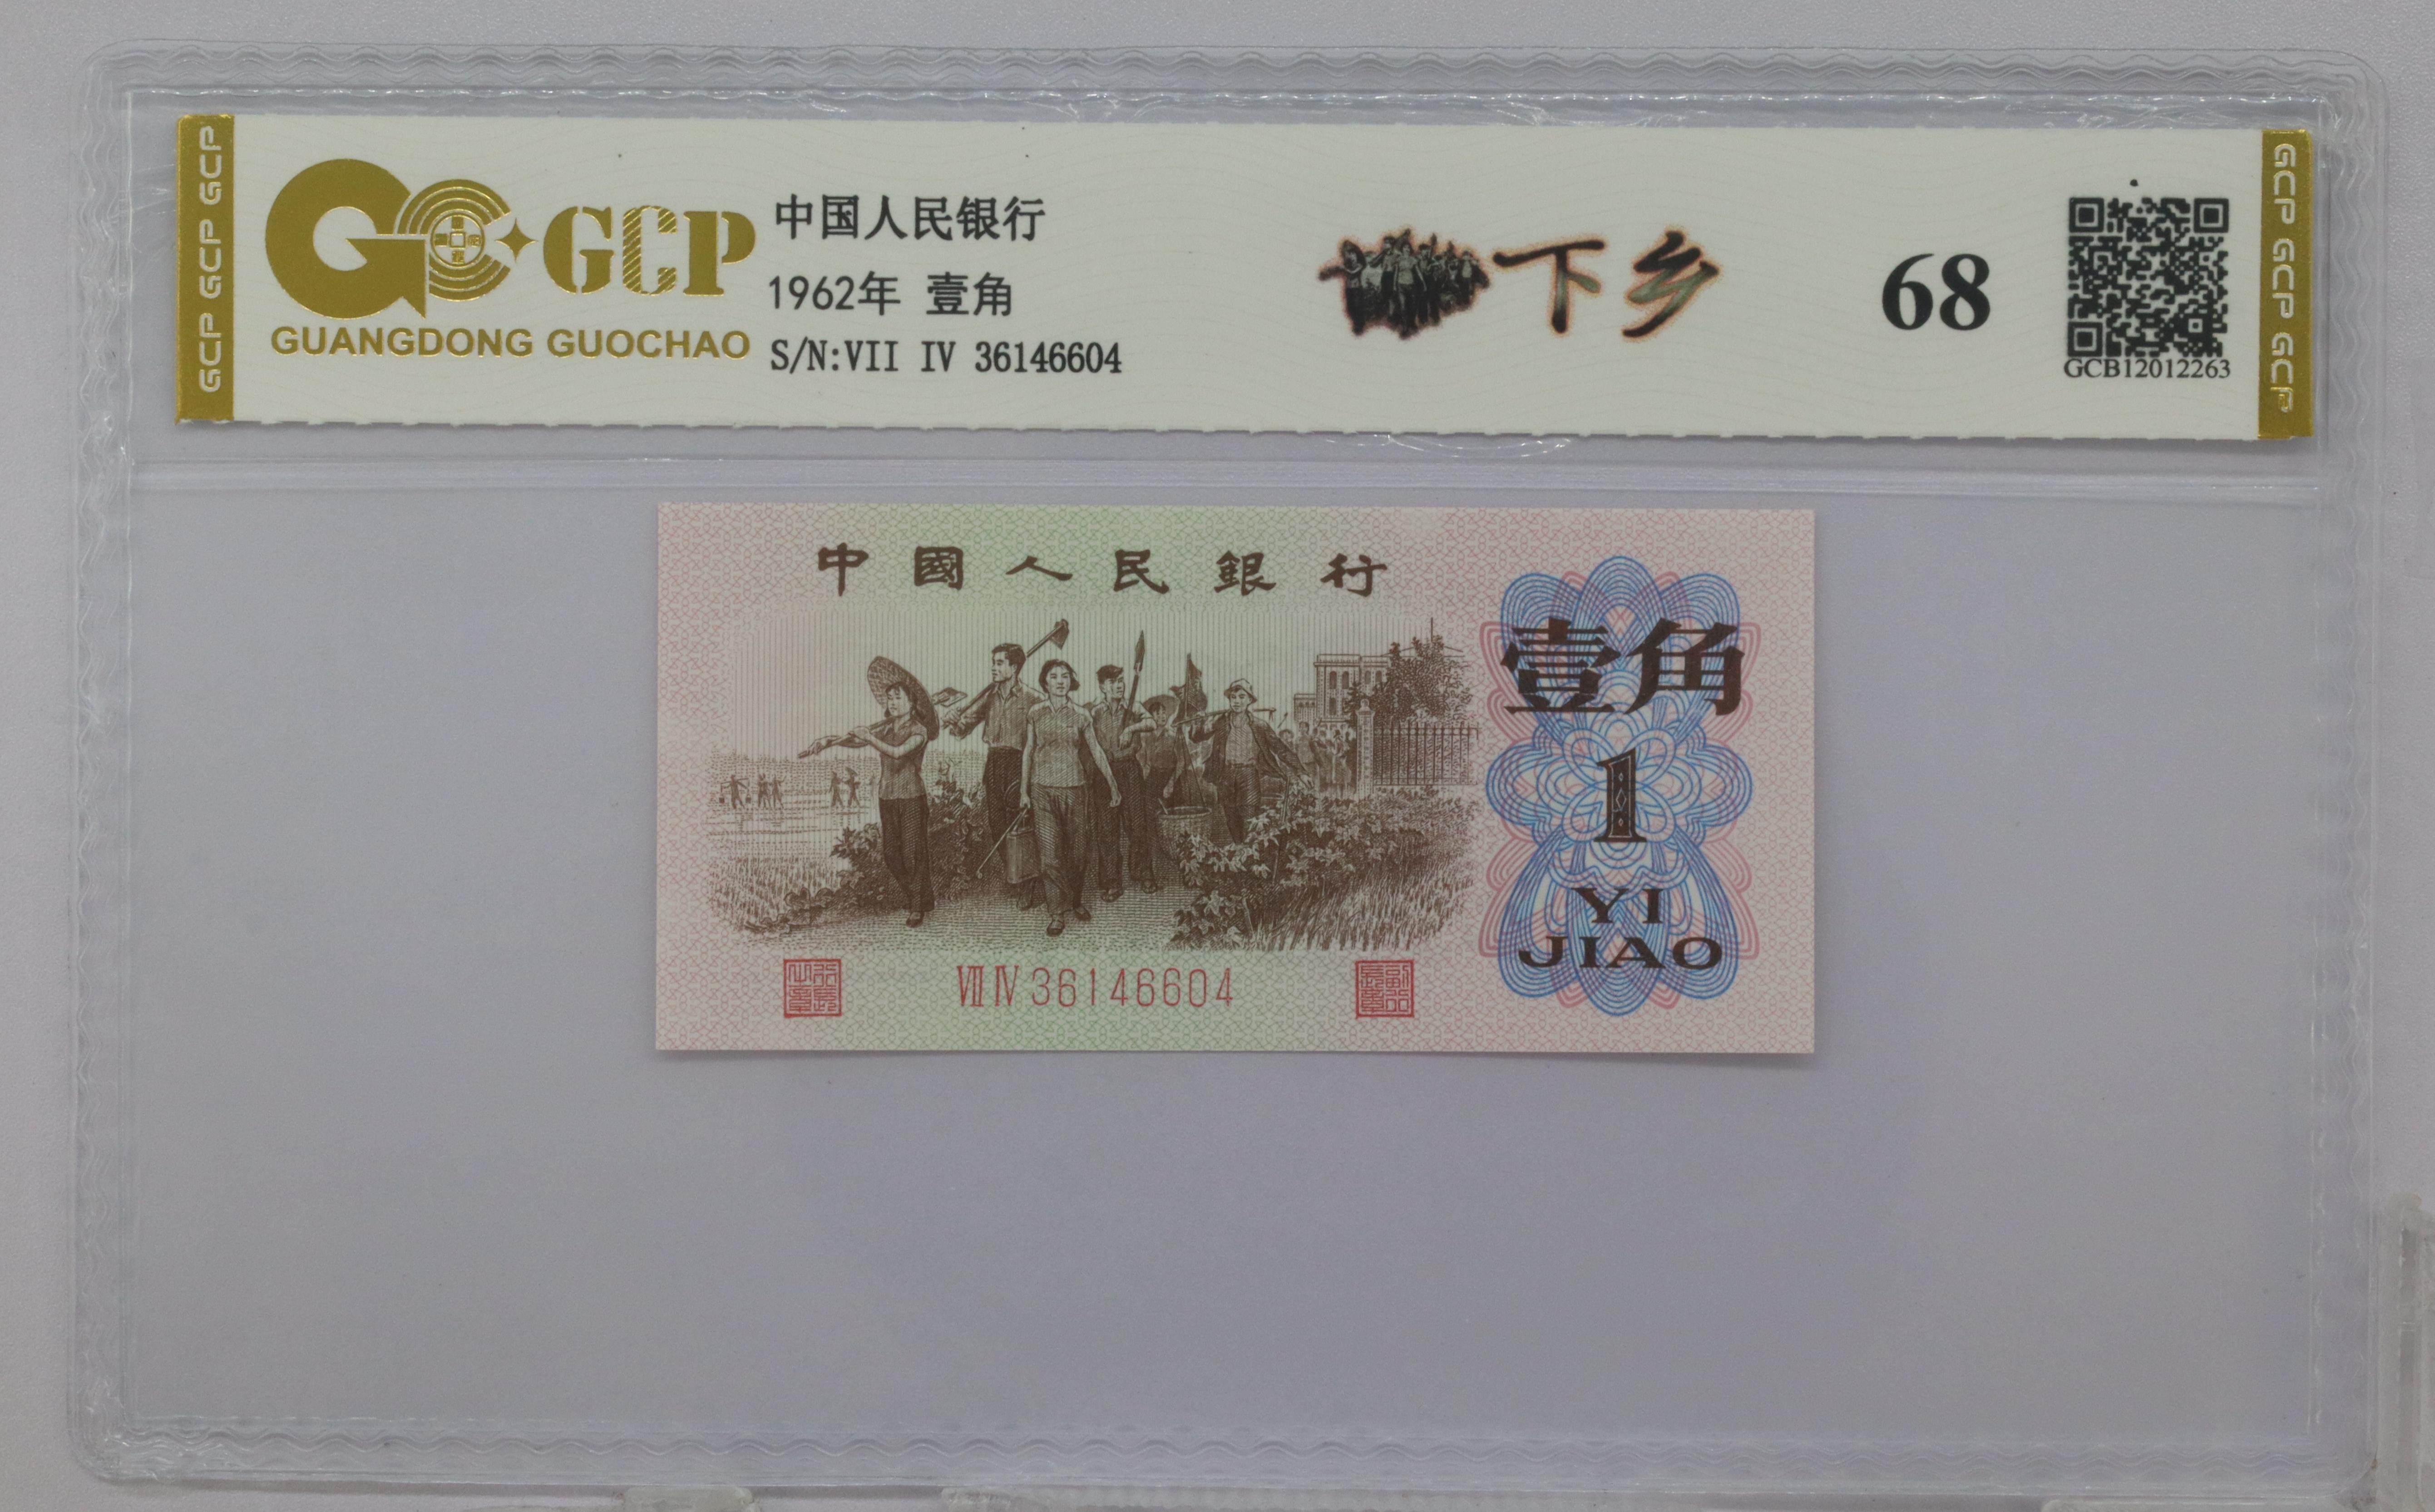 GCP GCP GCP
GCP
GUANGDONG GUOCHAO
中国人民银行
1962年 壹角
S/N:VII IV 36146604
下乡
68
GCB12012263
GCP GCP GCP
中國人民銀行
壹角
1
YI
JIAO
VII IV 36146604